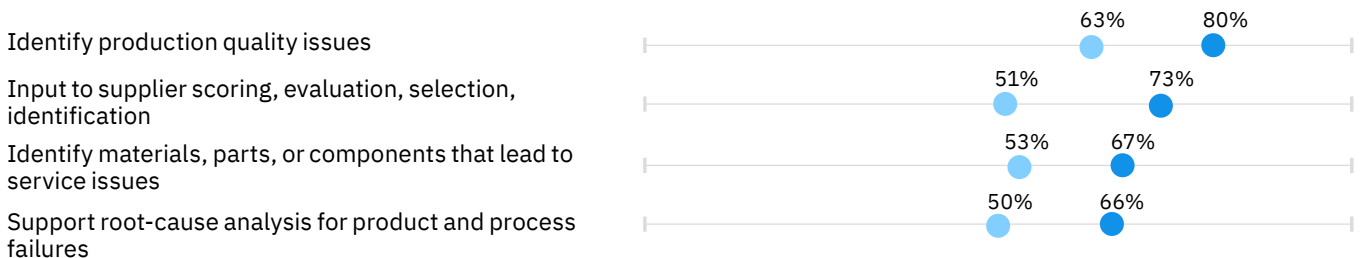 63% 80%
Identify production quality issues
51% 73%
Input to supplier scoring, evaluation, selection,
identification
53% 67%
Identify materials, parts, or components that lead to
service issues
50% 66%
Support root-cause analysis for product and process
failures